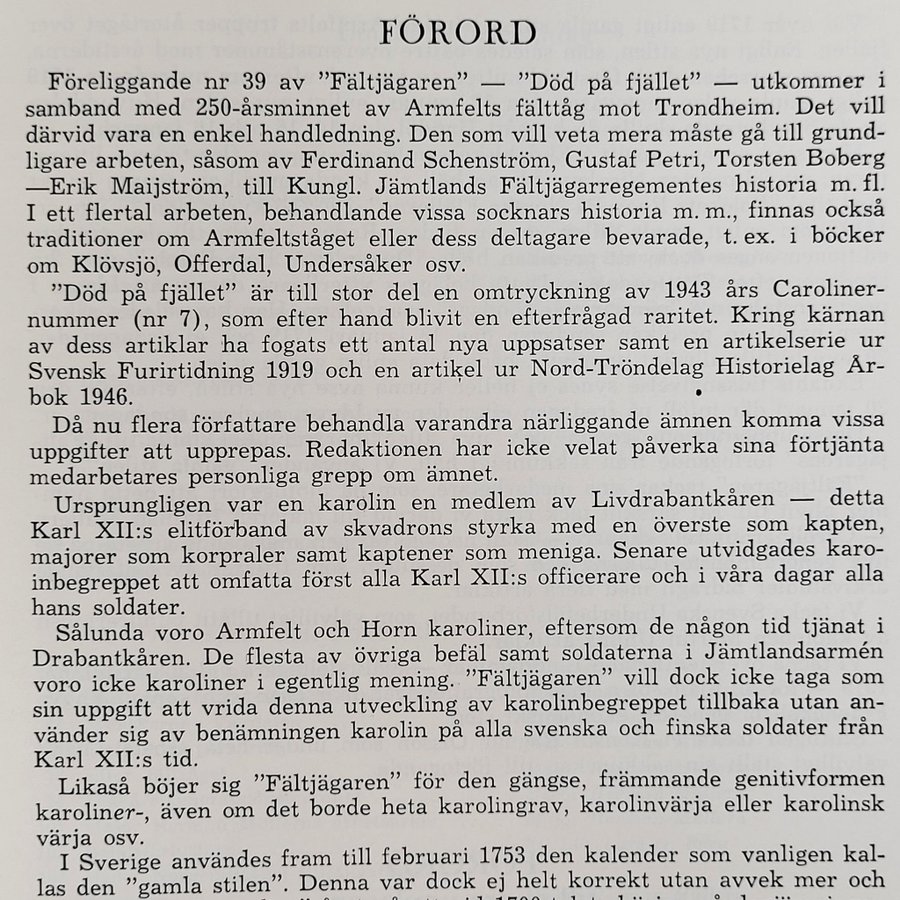 FÖRORD
Föreliggande nr 39 av ”Fältjägaren” — ”Död på fjället” — utkommer i
samband med 250-årsminnet av Armfelts fälttåg mot Trondheim. Det vill
därvid vara en enkel handledning. Den som vill veta mera måste gå till grund-
ligare arbeten, såsom av Ferdinand Schenström, Gustaf Petri, Torsten Boberg
—Erik Maijström, till Kungl. Jämtlands Fältjägarregementes historia m. fl.
I ett flertal arbeten, behandlande vissa socknars historia m. m., finnas också
traditioner om Armfeltståget eller dess deltagare bevarade, t. ex. i böcker
om Klövsjö, Offerdal, Undersåker osv.
”Död på fjället” är till stor del en omtryckning av 1943 års Caroliner-
nummer (nr 7), som efter hand blivit en efterfrågad raritet. Kring kärnan
av dess artiklar ha fogats ett antal nya uppsatser samt en artikelserie ur
Svensk Furirtidning 1919 och en artikel ur Nord-Tröndelag Historielag År-
bok 1946.
Då nu flera författare behandla varandra närliggande ämnen komma vissa
uppgifter att upprepas. Redaktionen har icke velat påverka sina förtjänta
medarbetares personliga grepp om ämnet.
Ursprungligen var en karolin en medlem av Livdrabantkåren — detta
Karl XII:s elitförband av skvadrons styrka med en överste som kapten,
majorer som korpraler samt kaptener som meniga. Senare utvidgades karo-
inbegreppet att omfatta först alla Karl XII:s officerare och i våra dagar alla
hans soldater.
Sålunda voro Armfelt och Horn karoliner, eftersom de någon tid tjänat i
Drabantkåren. De flesta av övriga befäl samt soldaterna i Jämtlandsarmén
voro icke karoliner i egentlig mening. ”Fältjägaren” vill dock icke taga som
sin uppgift att vrida denna utveckling av karolinbegreppet tillbaka utan an-
vänder sig av benämningen karolin på alla svenska och finska soldater från
Karl XII:s tid.
Likaså böjer sig ”Fältjägaren” för den gängse, främmande genitivformen
karoliner-, även om det borde heta karolingrav, karolinvärja eller karolinsk
värja osv.
I Sverige användes fram till februari 1753 den kalender som vanligen kal-
las den ”gamla stilen”. Denna var dock ej helt korrekt utan avvek mer och